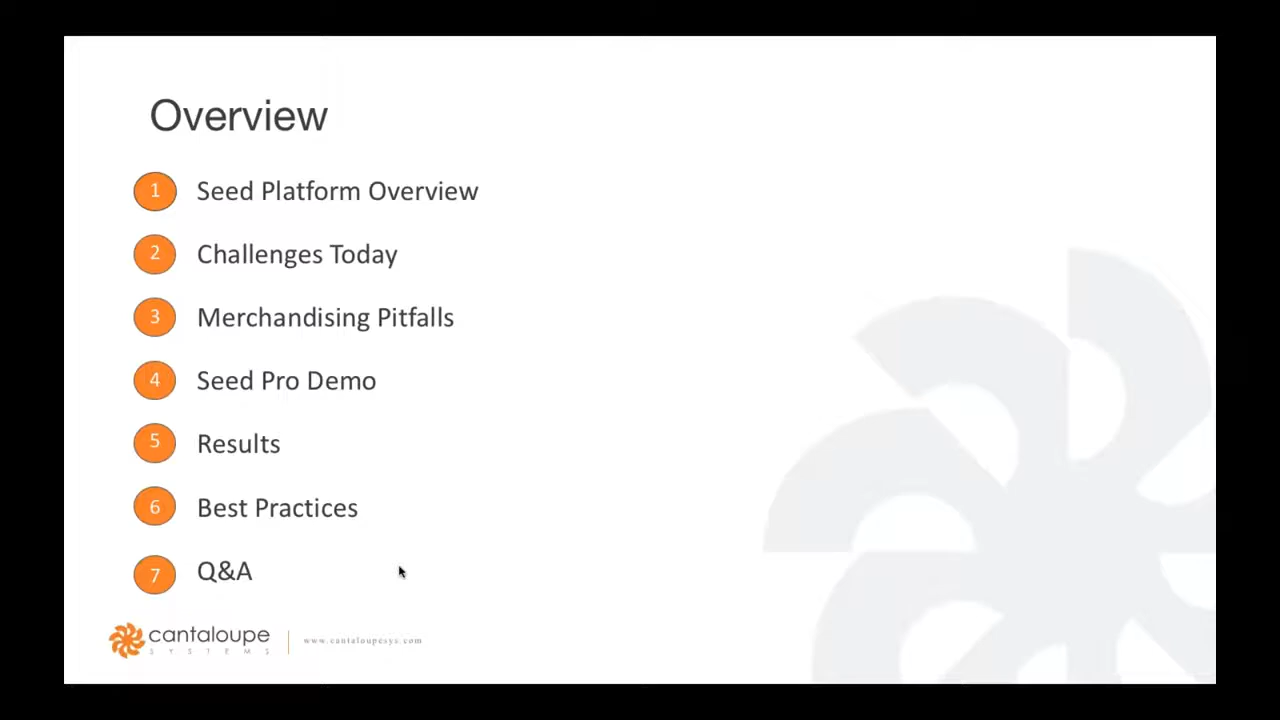 Overview
1 Seed Platform Overview
2 Challenges Today
3 Merchandising Pitfalls
4 Seed Pro Demo
5 Results
6 Best Practices
7 Q&A
cantaloupe
SYSTEMS
www.cantaloupesys.com